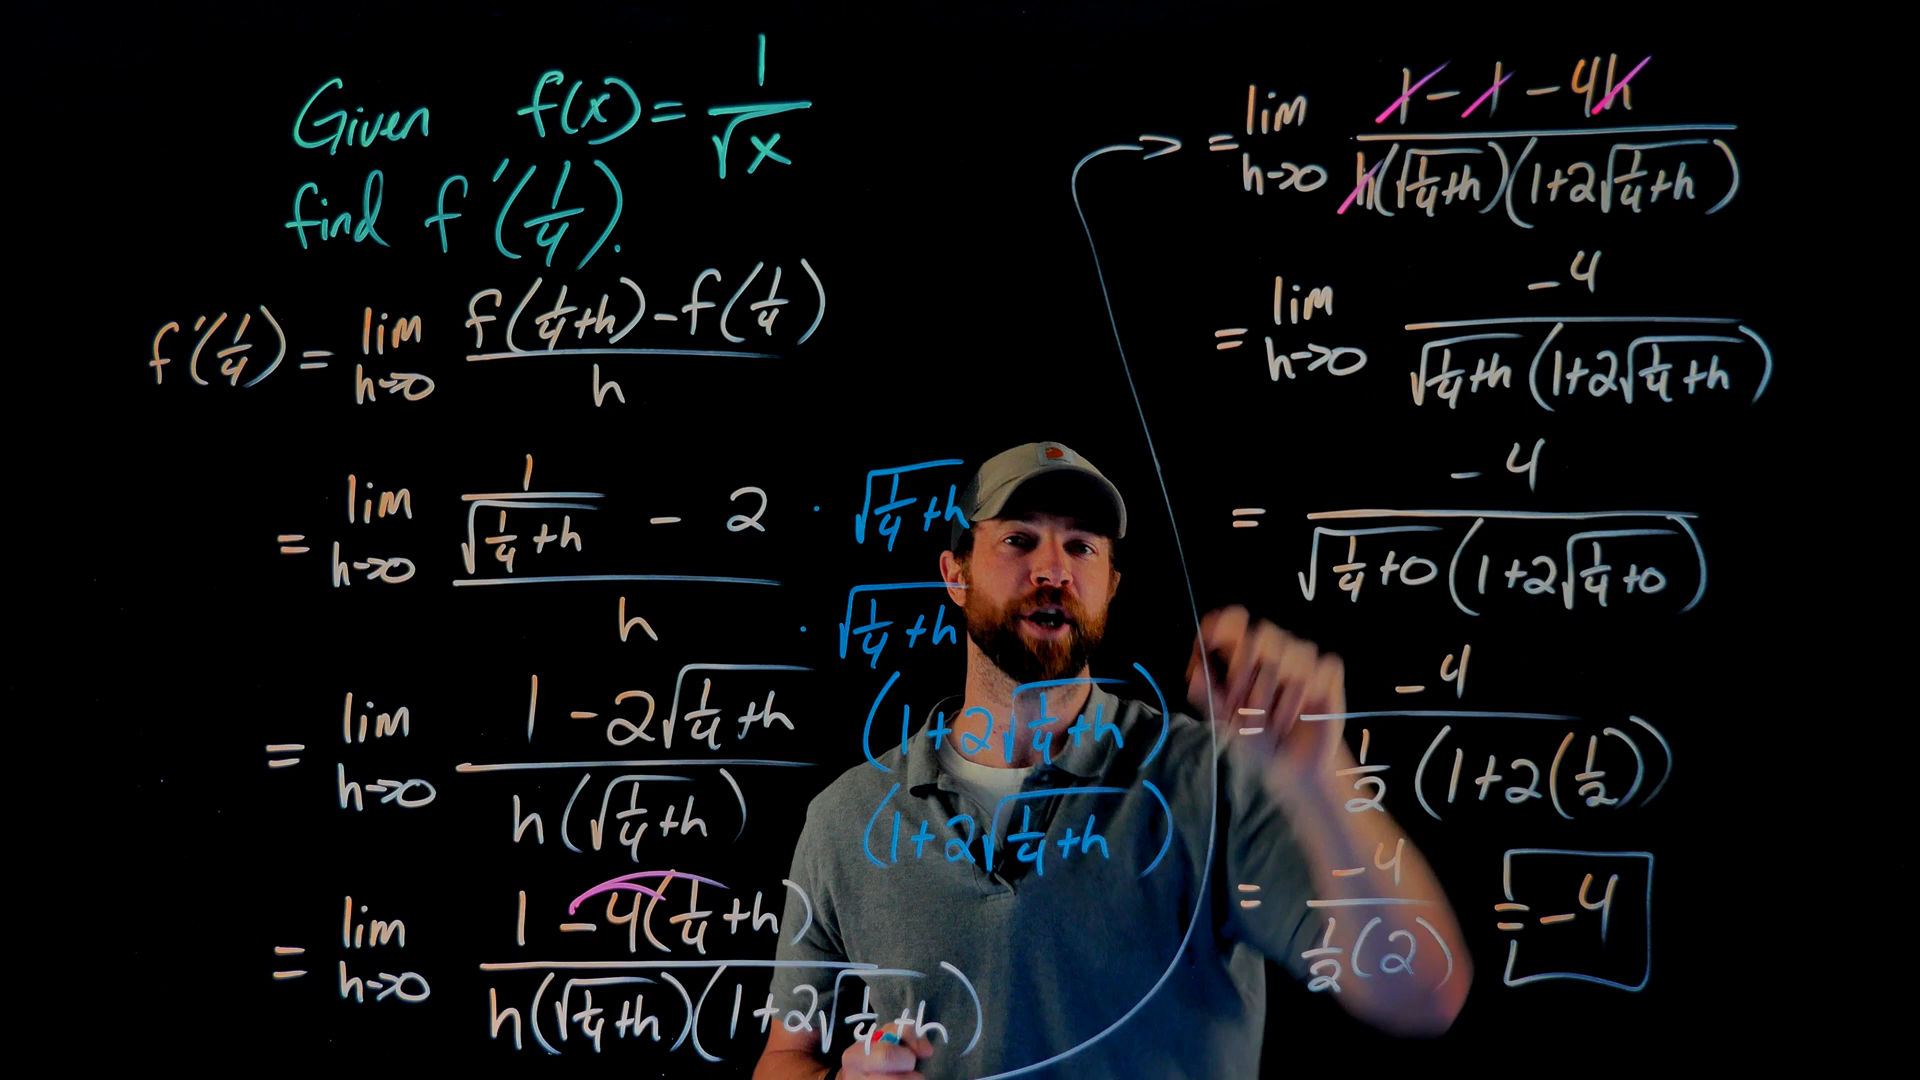 Given f(x) = 1/√x
find f'(1/4).
f'(1/4) = lim h→0 (f(1/4+h) - f(1/4))/h
= lim h→0 (1/√(1/4+h) - 2)/h · √(1/4+h) / · √(1/4+h)
= lim h→0 (1 - 2√(1/4+h))/(h(√(1/4+h))) (1+2√(1/4+h))/(1+2√(1/4+h))
= lim h→0 (1 - 4(1/4+h))/(h(√(1/4+h))(1+2√(1/4+h)))
= lim h→0 (1 - 1 - 4h)/(h(√(1/4+h))(1+2√(1/4+h)))
= lim h→0 -4/(√(1/4+h)(1+2√(1/4+h)))
= -4/(√(1/4+0)(1+2√(1/4+0)))
= -4/(1/2(1+2(1/2)))
= -4/(1/2(2)) = -4